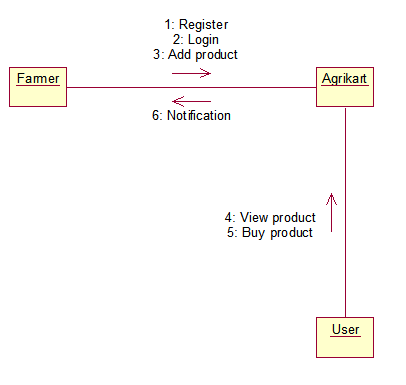 1: Register
2: Login
3: Add product
Farmer
Agrikart
6: Notification
4: View product
5: Buy product
User